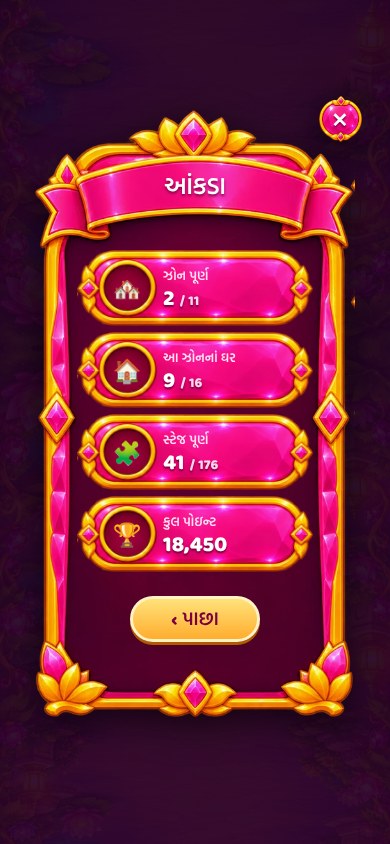 ×
આંકડા
ઝોન પૂર્ણ
2 / 11
આ ઝોનનાં ઘર
9 / 16
સ્ટેજ પૂર્ણ
41 / 176
કુલ પોઇન્ટ
18,450
‹ પાછા